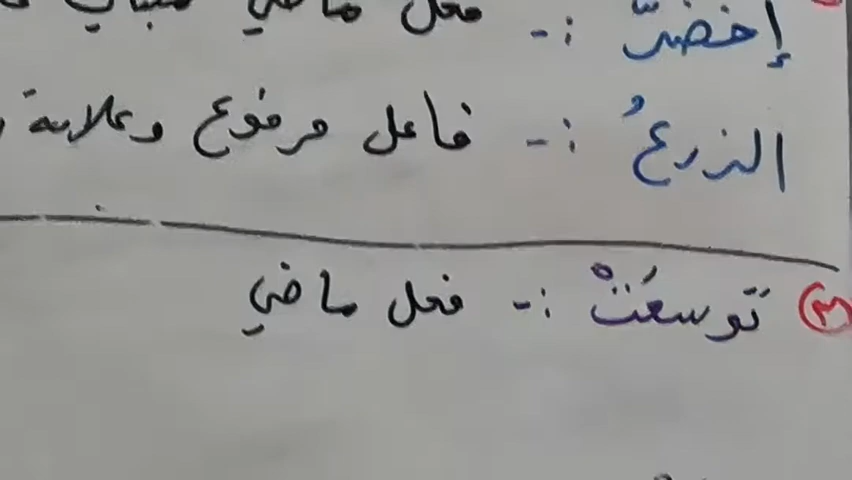 إخضرّ :- فعل ماضي
الزرعُ :- فاعل مرفوع وعلامة
(٣) توسعَتْ :- فعل ماضي